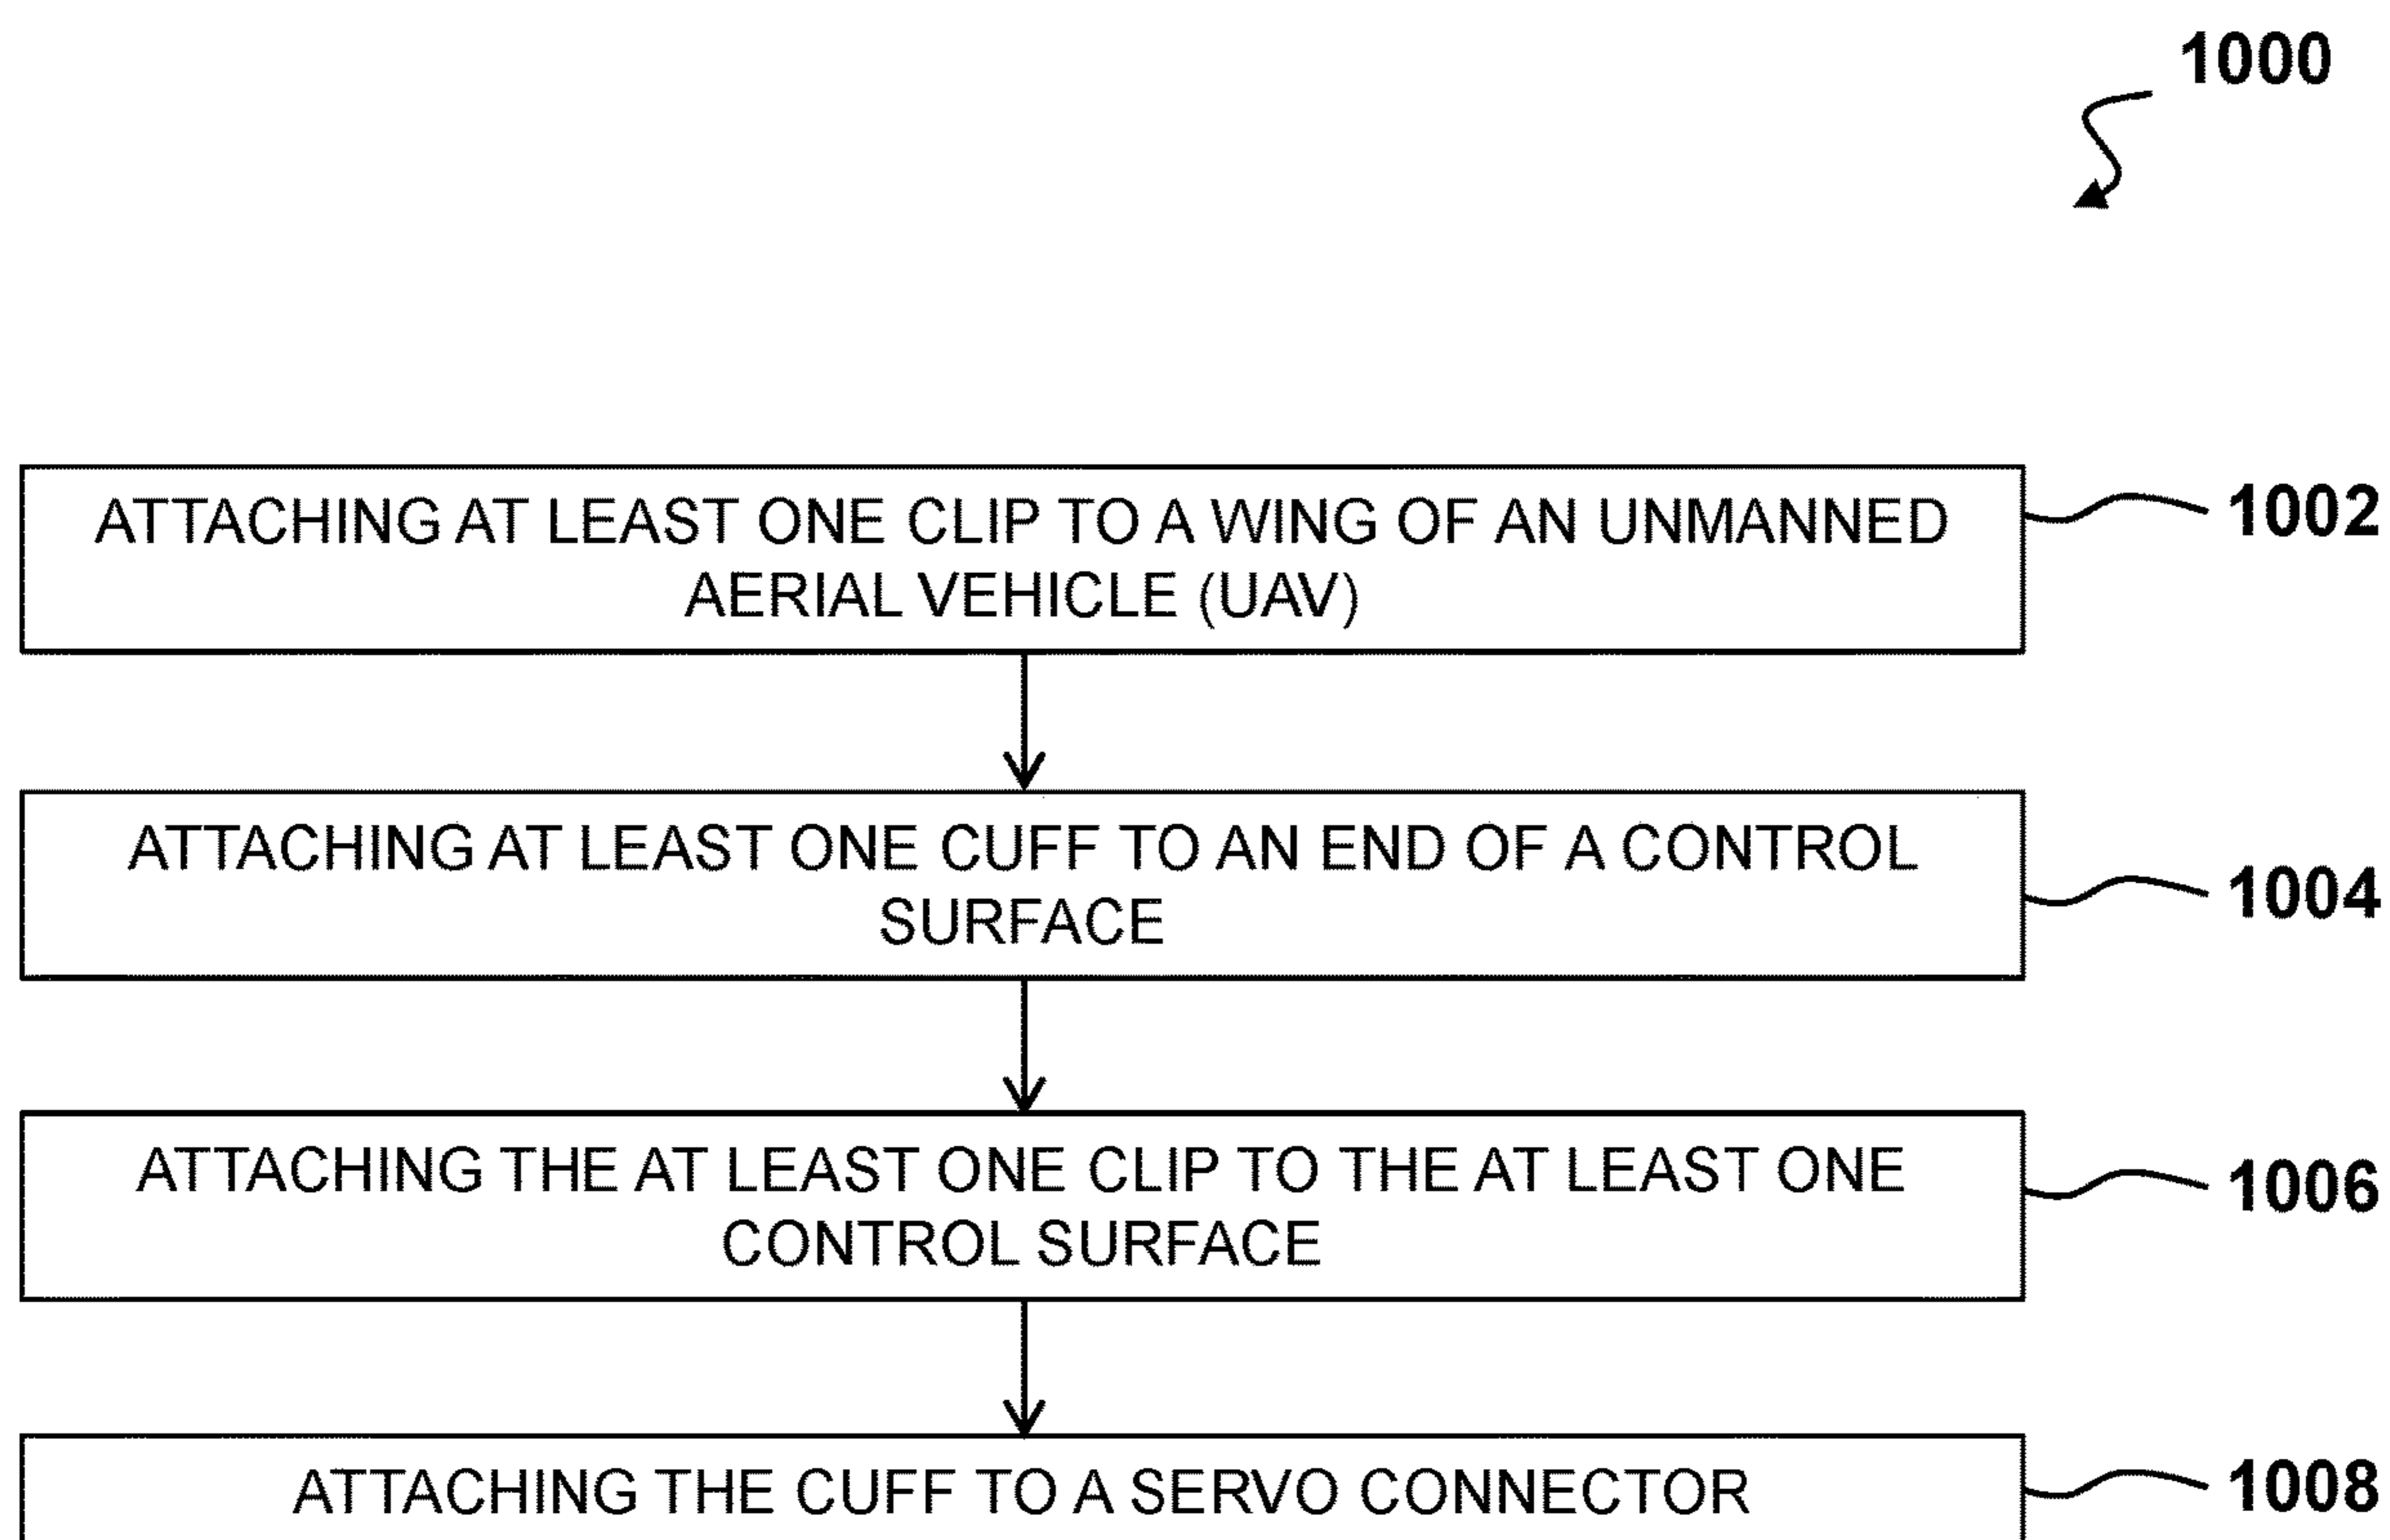 1000
ATTACHING AT LEAST ONE CLIP TO A WING OF AN UNMANNED
AERIAL VEHICLE (UAV)
1002
ATTACHING AT LEAST ONE CUFF TO AN END OF A CONTROL
SURFACE
1004
ATTACHING THE AT LEAST ONE CLIP TO THE AT LEAST ONE
CONTROL SURFACE
1006
ATTACHING THE CUFF TO A SERVO CONNECTOR
1008